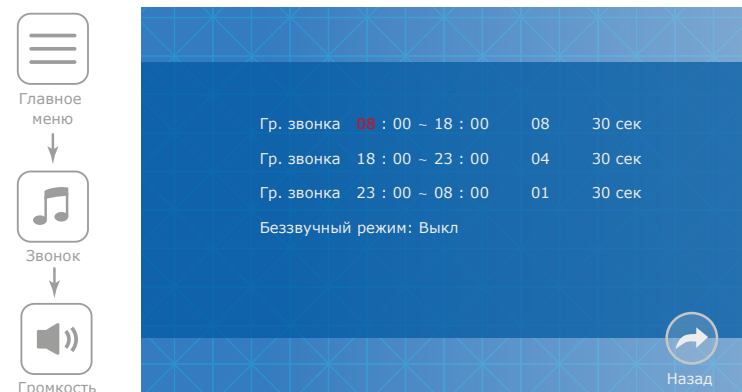 Главное
меню
Звонок
Громкость
Гр. звонка 08 : 00 ~ 18 : 00 08 30 сек
Гр. звонка 18 : 00 ~ 23 : 00 04 30 сек
Гр. звонка 23 : 00 ~ 08 : 00 01 30 сек
Беззвучный режим: Выкл
Назад